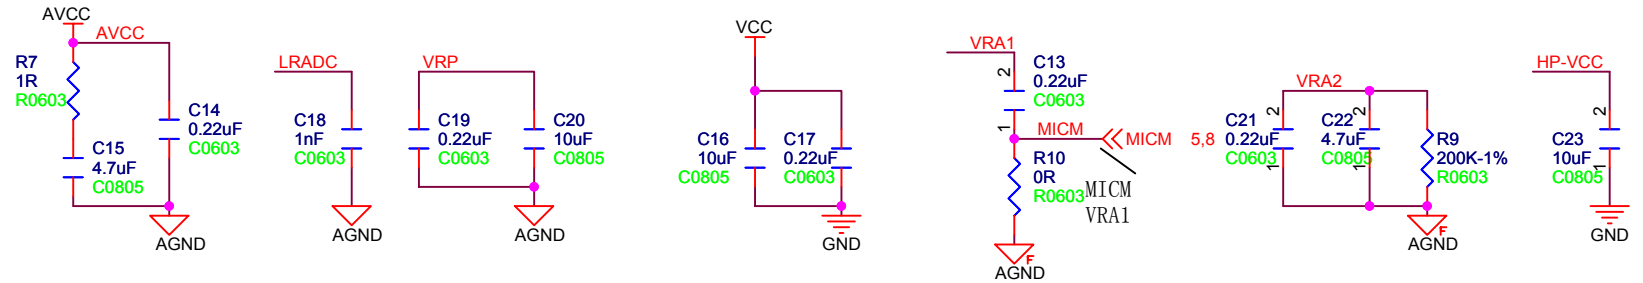 AVCC
AVCC
R7
1R
R0603
C14
0.22uF
C0603
C15
4.7uF
C0805
AGND
LRADC
C18
1nF
C0603
AGND
VRP
C19
0.22uF
C0603
C20
10uF
C0805
AGND
VCC
C16
10uF
C0805
C17
0.22uF
C0603
GND
VRA1
2
C13
0.22uF
C0603
1
MICM
MICM 5,8
R10
0R
R0603
MICM
VRA1
F
AGND
VRA2
2
C21
0.22uF
C0603
1
2
C22
4.7uF
C0805
1
R9
200K-1%
R0603
F
AGND
HP-VCC
2
C23
10uF
C0805
1
GND